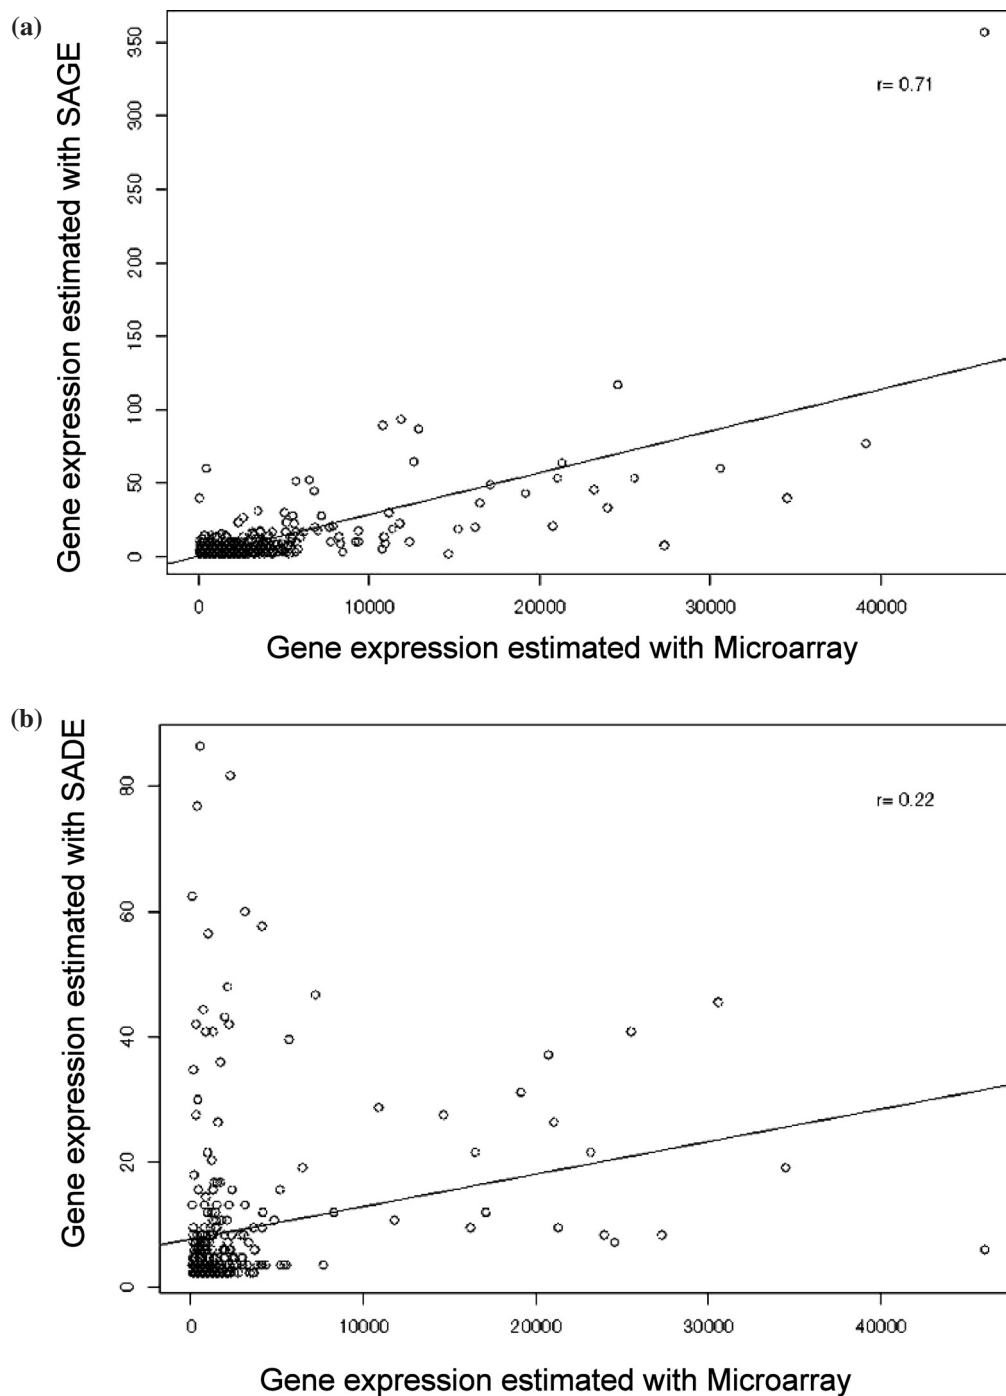 (a)
Gene expression estimated with SAGE
350
300
250
200
150
100
50
0
r= 0.71
0 10000 20000 30000 40000
Gene expression estimated with Microarray
(b)
Gene expression estimated with SADE
80
60
40
20
0
r= 0.22
0 10000 20000 30000 40000
Gene expression estimated with Microarray